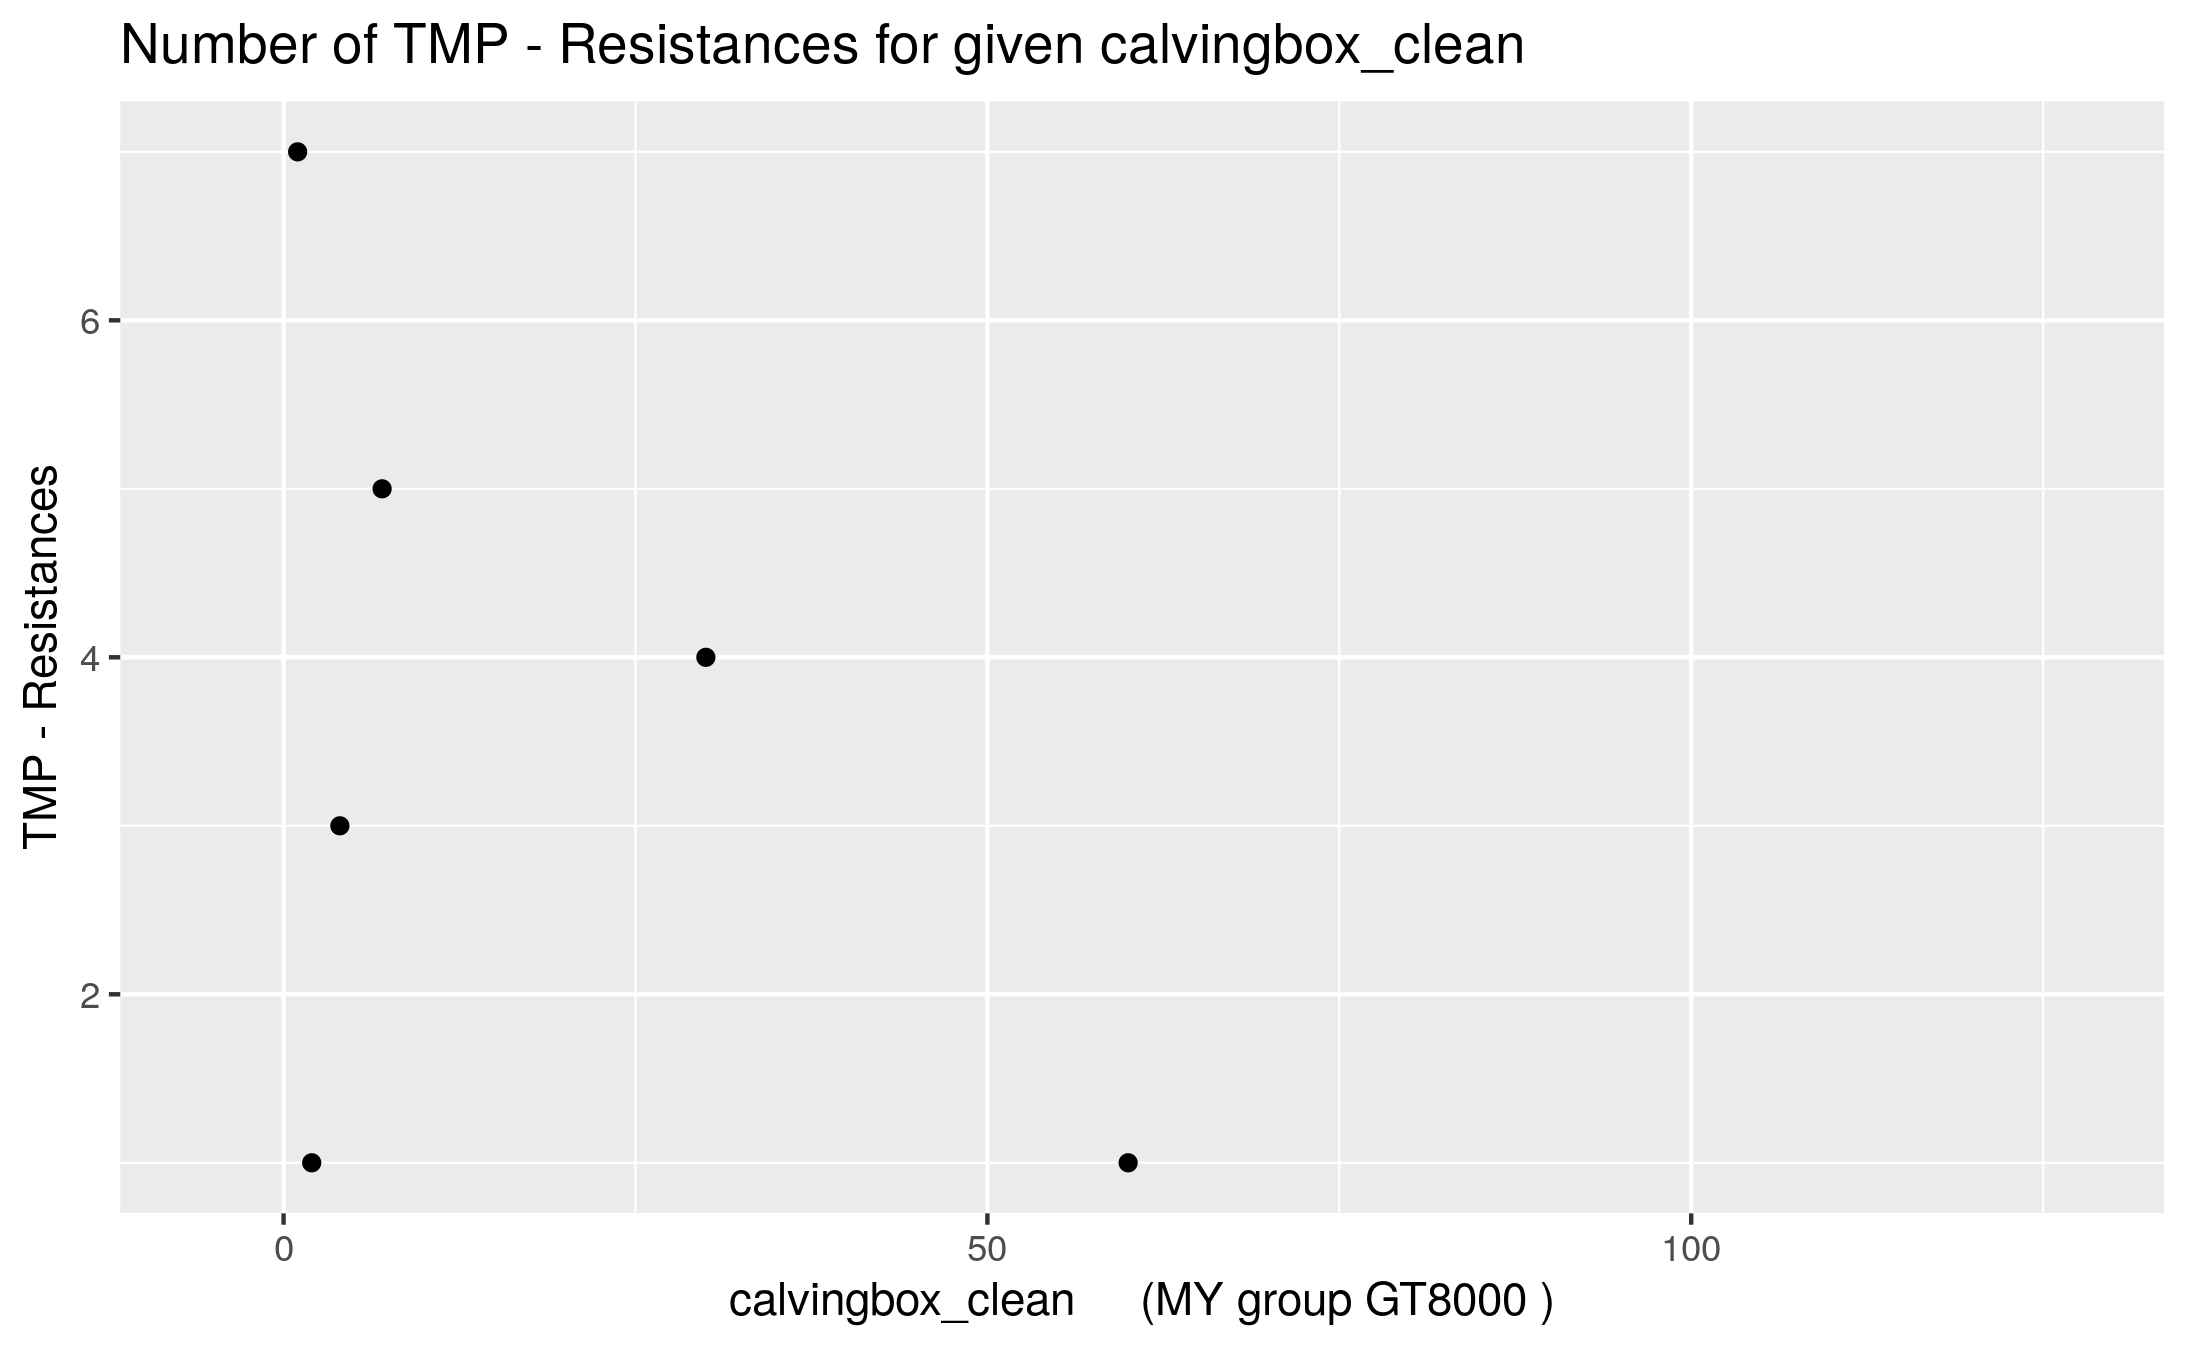 Number of TMP - Resistances for given calvingbox_clean
TMP - Resistances
6
4
2
0
50
100
calvingbox_clean (MY group GT8000 )